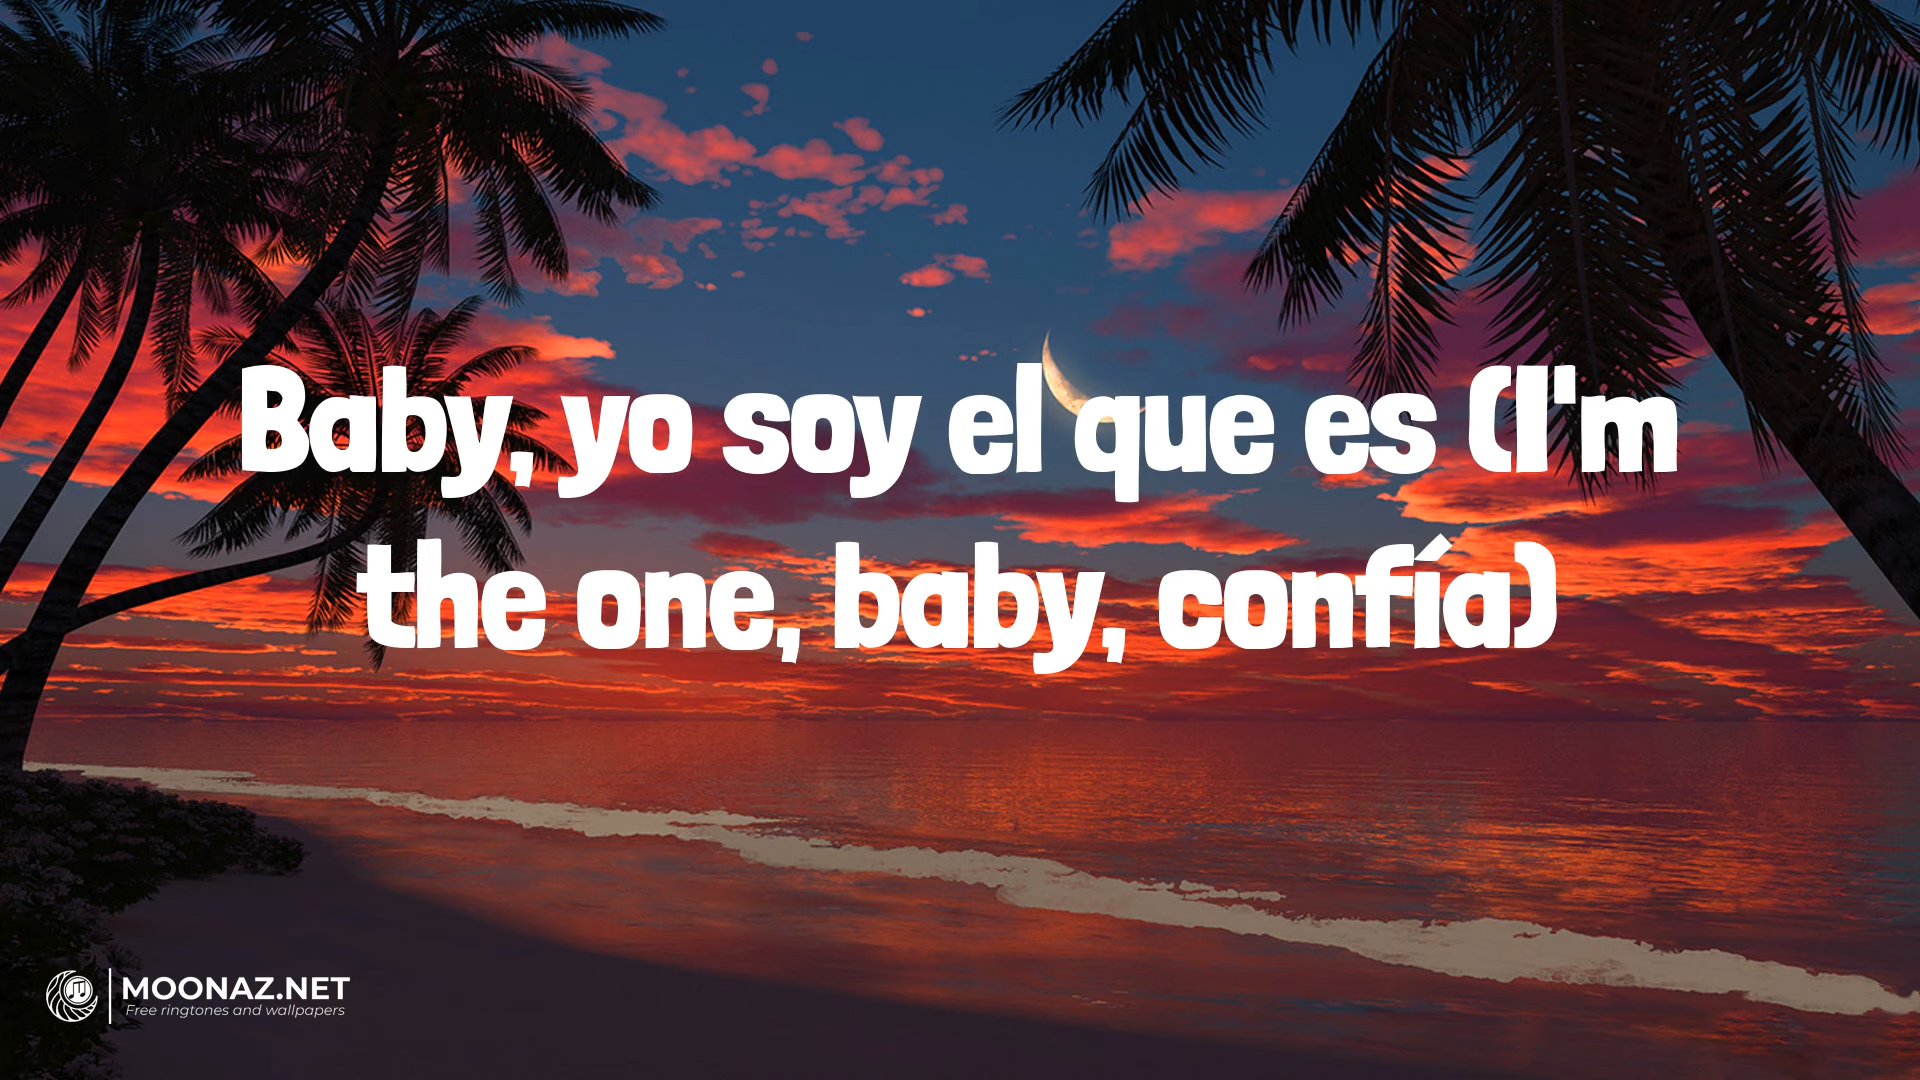 Baby, yo soy el que es (I'm
the one, baby, confía)
MOONAZ.NET
Free ringtones and wallpapers